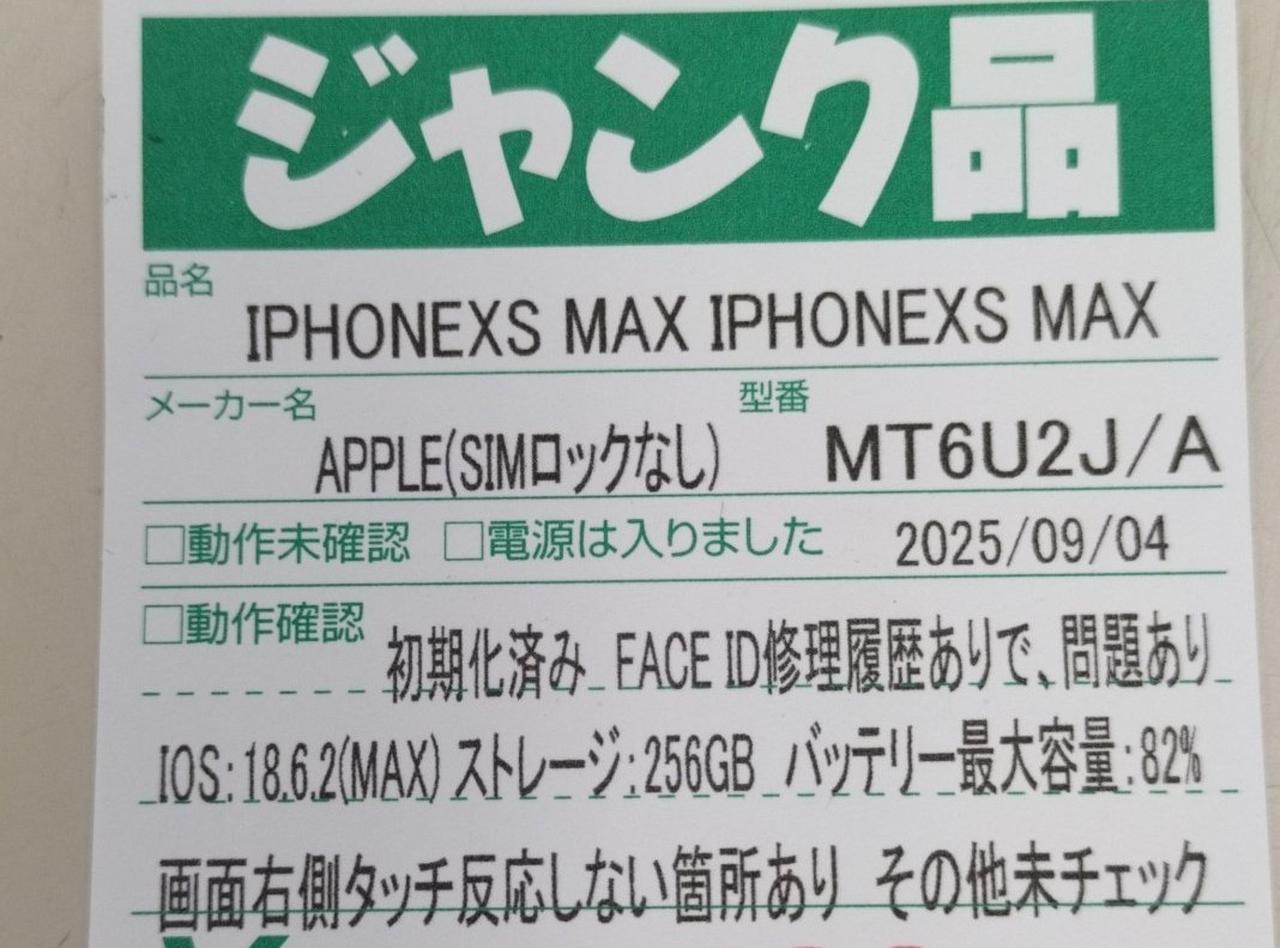 ジャンク品
品名
IPHONEXS MAX IPHONEXS MAX
メーカー名 型番
APPLE(SIMロックなし) MT6U2J/A
□動作未確認 □電源は入りました 2025/09/04
□動作確認 初期化済み FACE ID修理履歴ありで、問題あり
IOS:18.6.2(MAX) ストレージ:256GB バッテリー最大容量:82%
画面右側タッチ反応しない箇所あり その他未チェック